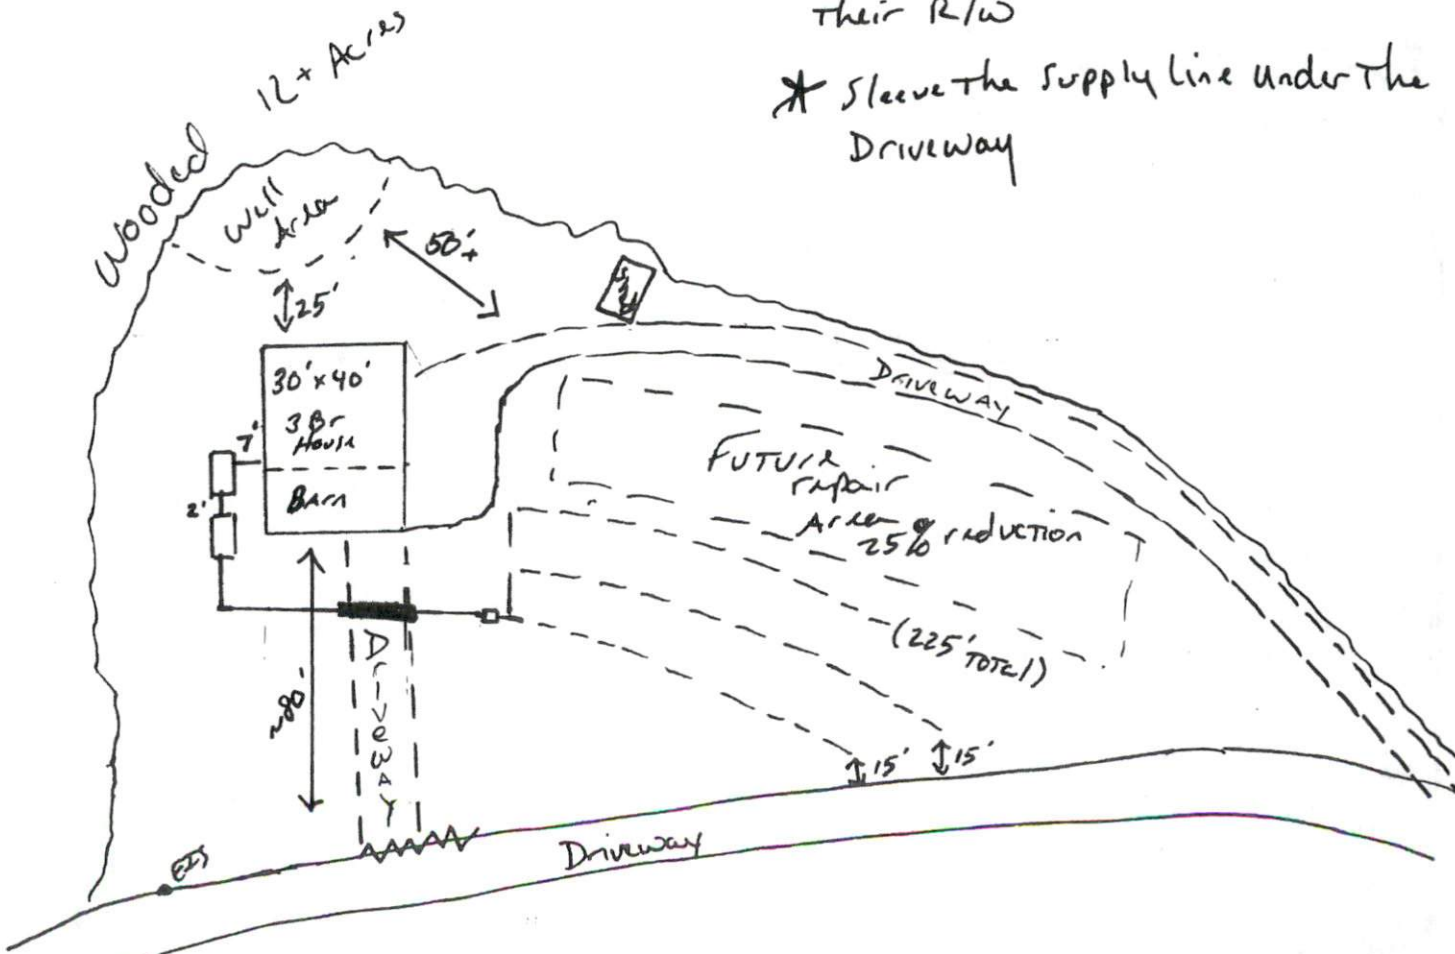 Their R/W
* Sleeve The Supply Line Under The
Driveway
12+ Acres
Wooded
Well
Area
50'+
25'
30' x 40'
3 Br
House
Barn
7'
2'
Driveway
Future
repair
Area 25% reduction
(225'
Total)
~80'
Driveway
15'
15'
Driveway